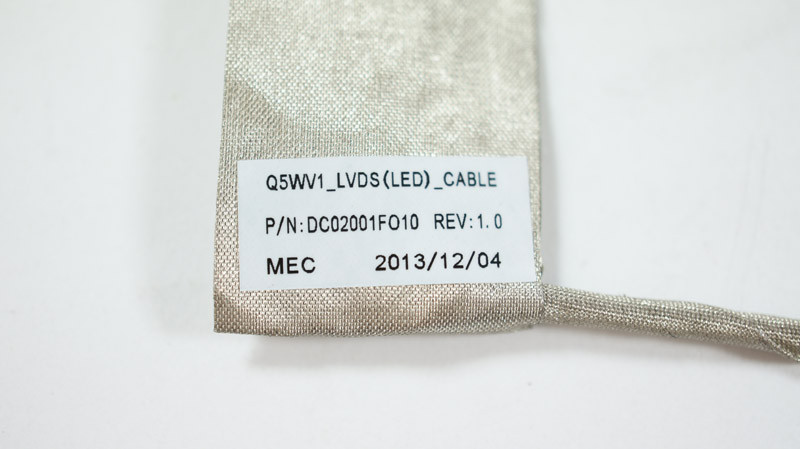 Q5WV1_LVDS(LED)_CABLE
P/N:DC02001FO10 REV:1.0
MEC 2013/12/04